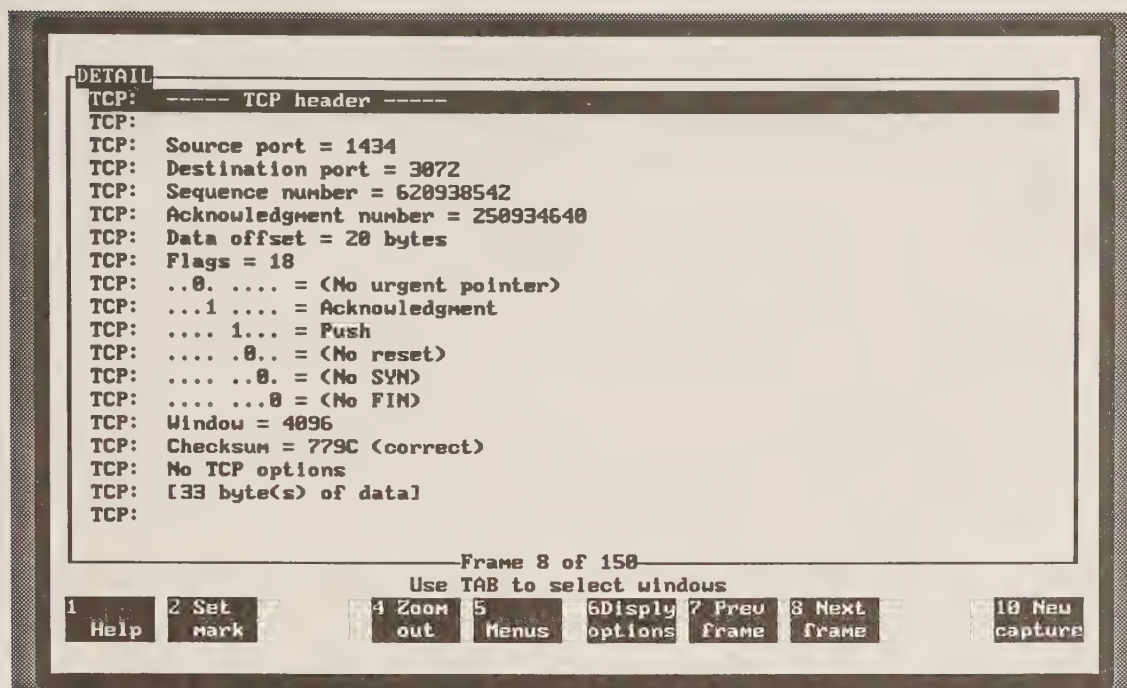 DETAIL
TCP: ----- TCP header -----
TCP:
TCP: Source port = 1434
TCP: Destination port = 3072
TCP: Sequence number = 620938542
TCP: Acknowledgment number = 250934640
TCP: Data offset = 20 bytes
TCP: Flags = 18
TCP: ..0. .... = (No urgent pointer)
TCP: ...1 .... = Acknowledgment
TCP: .... 1... = Push
TCP: .... .0.. = (No reset)
TCP: .... ..0. = (No SYN)
TCP: .... ...0 = (No FIN)
TCP: Window = 4096
TCP: Checksum = 779C (correct)
TCP: No TCP options
TCP: [33 byte(s) of data]
TCP:
Frame 8 of 150
Use TAB to select windows
1 2 Set 4 Zoom 5 6Disply 7 Prev 8 Next 10 New
Help mark out Menus options frame frame capture